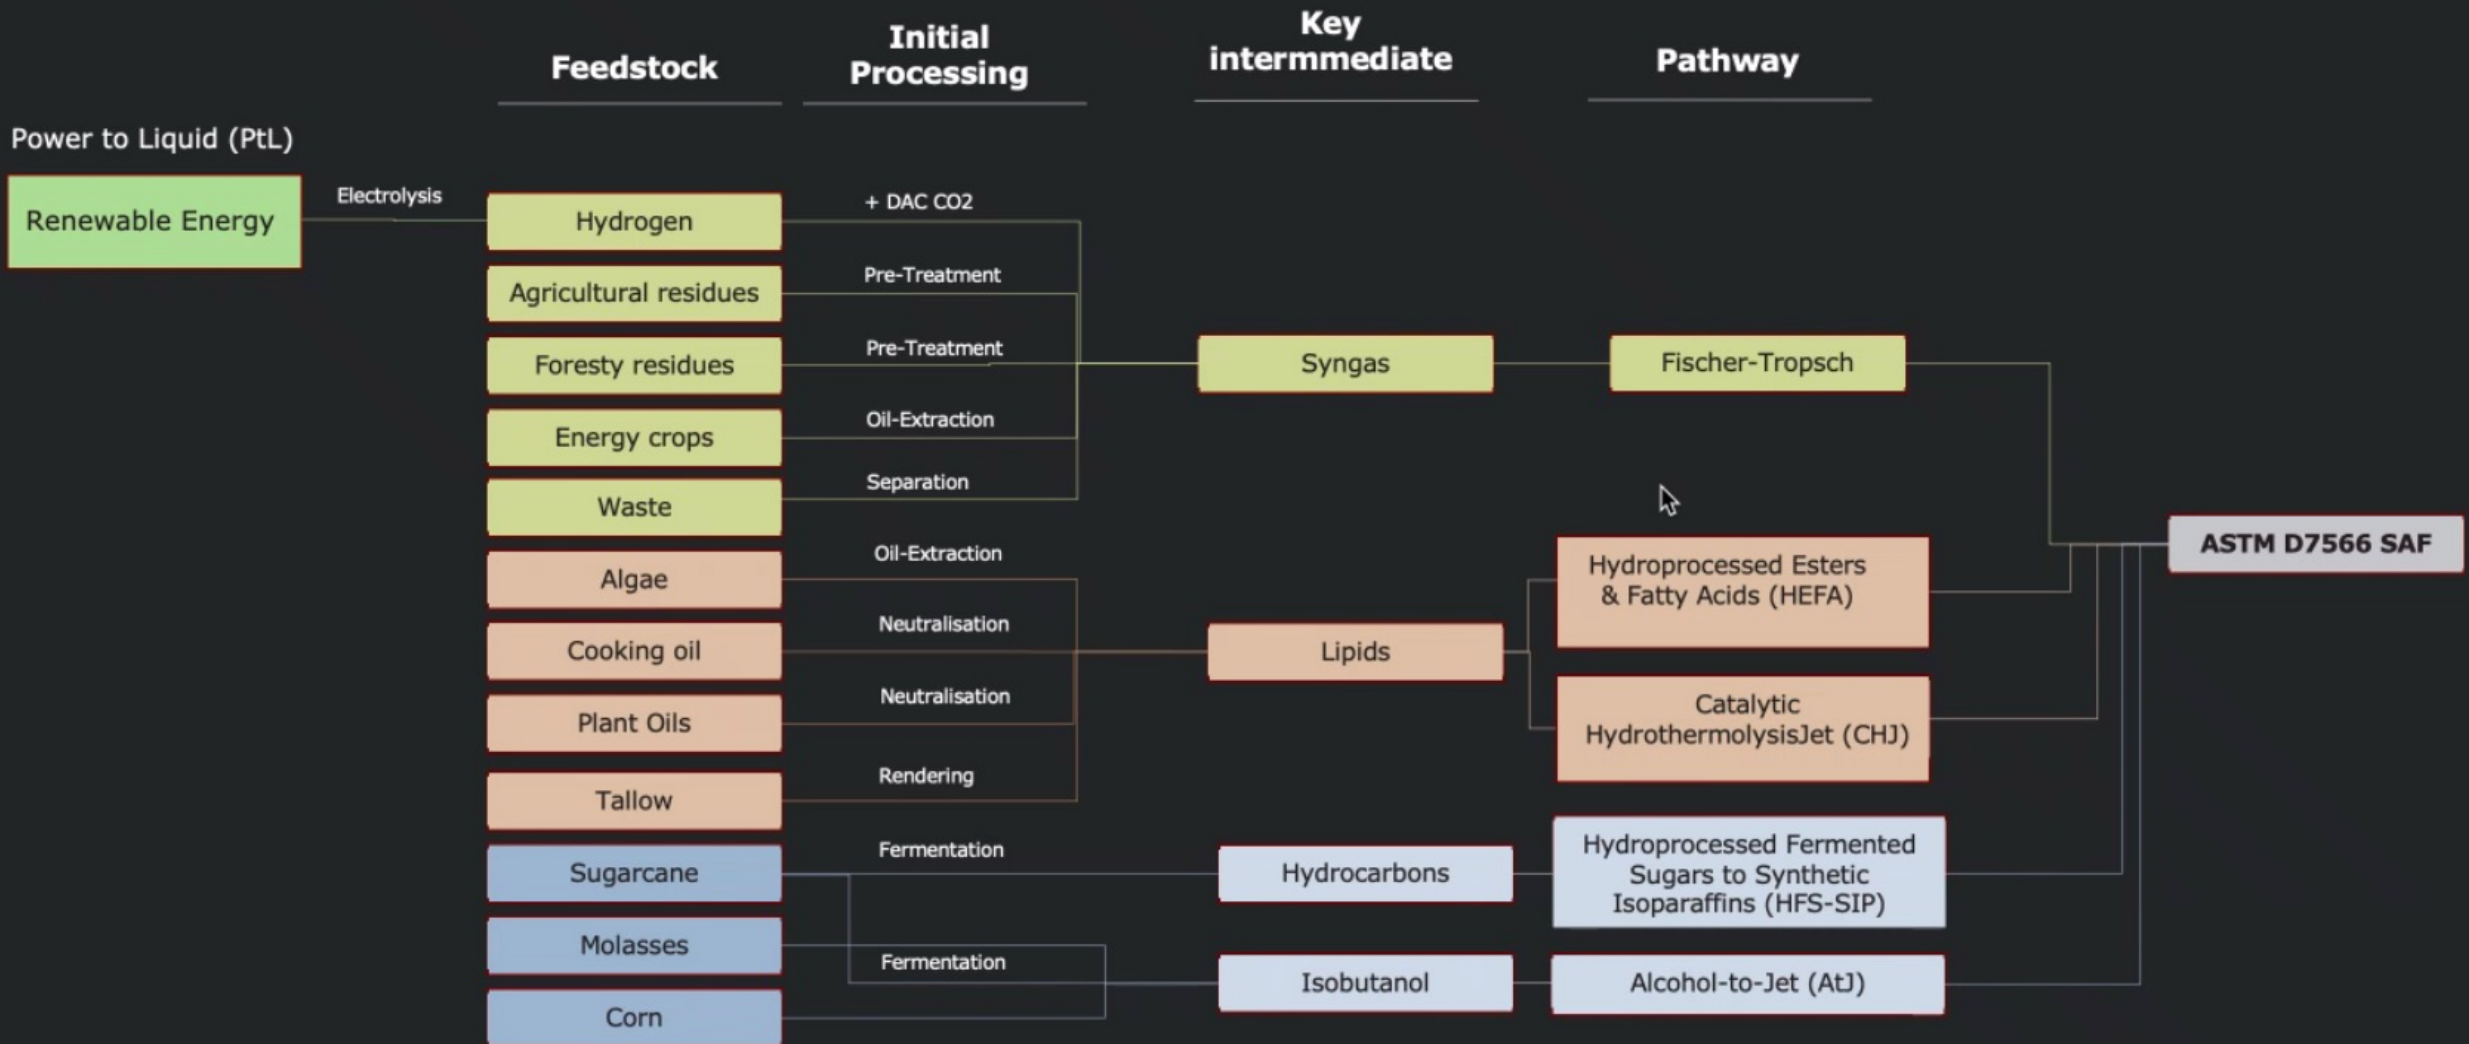 Feedstock
Initial
Processing
Key
intermmediate
Pathway
Power to Liquid (PtL)
Renewable Energy
Electrolysis
Hydrogen
+ DAC CO2
Agricultural residues
Pre-Treatment
Foresty residues
Pre-Treatment
Syngas
Fischer-Tropsch
Energy crops
Oil-Extraction
Waste
Separation
ASTM D7566 SAF
Algae
Oil-Extraction
Hydroprocessed Esters
& Fatty Acids (HEFA)
Cooking oil
Neutralisation
Lipids
Plant Oils
Neutralisation
Catalytic
HydrothermolysisJet (CHJ)
Tallow
Rendering
Sugarcane
Fermentation
Hydrocarbons
Hydroprocessed Fermented
Sugars to Synthetic
Isoparaffins (HFS-SIP)
Molasses
Fermentation
Isobutanol
Alcohol-to-Jet (AtJ)
Corn